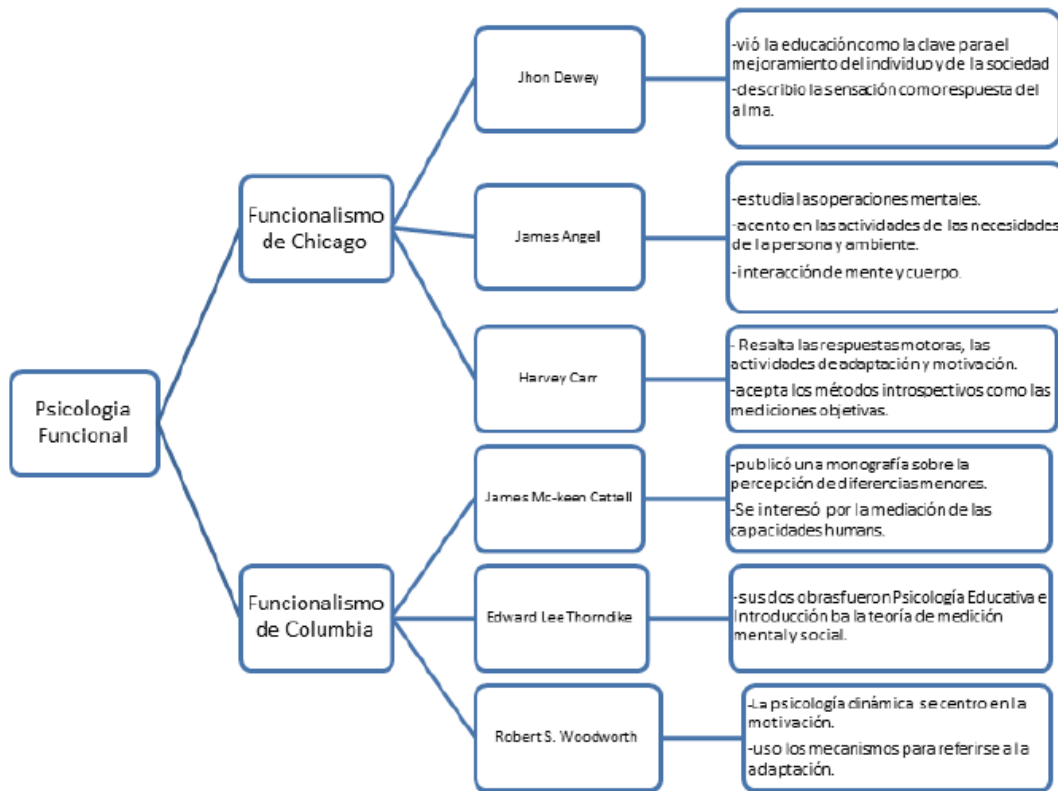 Psicologia
Funcional
Funcionalismo
de Chicago
Jhon Dewey
-vió la educación como la clave para el
mejoramiento del individuo y de la sociedad
-describio la sensación como respuesta del
alma.
James Angell
-estudia las operaciones mentales.
-acento en las actividades de las necesidades
de la persona y ambiente.
-interacción de mente y cuerpo.
Harvey Carr
- Resalta las respuestas motoras, las
actividades de adaptación y motivación.
-acepta los métodos introspectivos como las
mediciones objetivas.
Funcionalismo
de Columbia
James Mc-keen Cattell
-publicó una monografía sobre la
percepción de diferencias menores.
-Se interesó por la mediación de las
capacidades humans.
Edward Lee Thorndike
-sus dos obras fueron Psicología Educativa e
Introducción ba la teoría de medición
mental y social.
Robert S. Woodworth
-La psicología dinámica se centro en la
motivación.
-uso los mecanismos para referirse a la
adaptación.